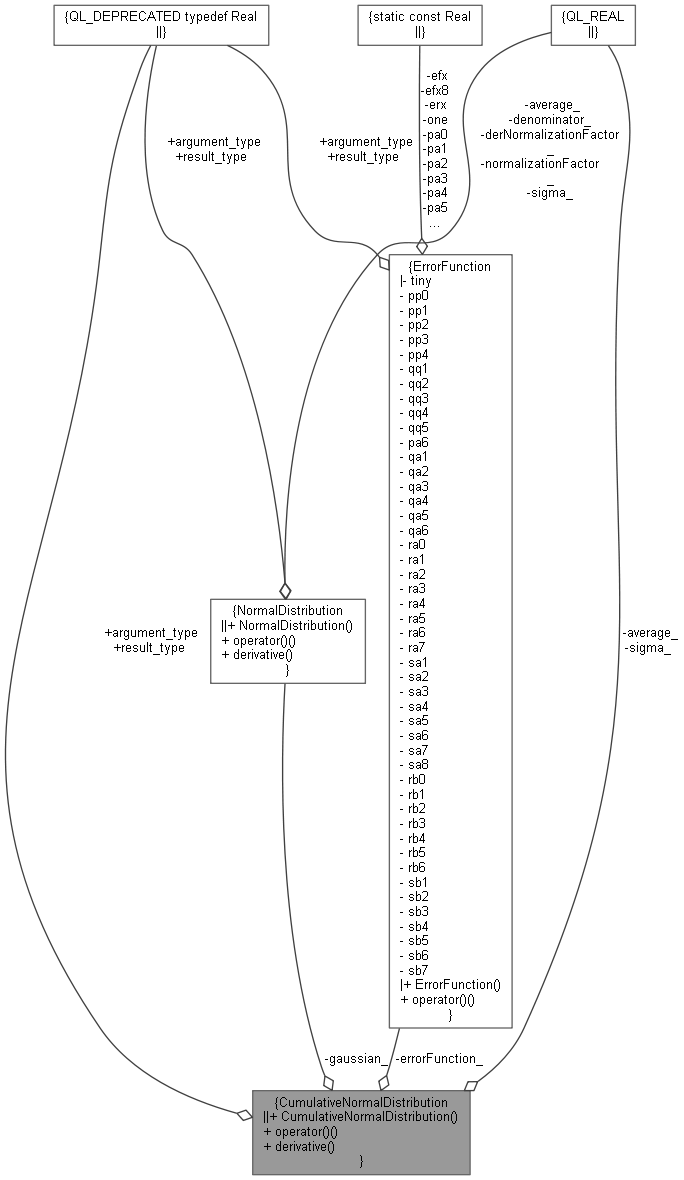 {QL_DEPRECATED typedef Real
||}
{static const Real
||}
{QL_REAL
||}
+argument_type
+result_type
+argument_type
+result_type
-efx
-efx8
-erx
-one
-pa0
-pa1
-pa2
-pa3
-pa4
-pa5
...
-average_
-denominator_
-derNormalizationFactor
_
-normalizationFactor
_
-sigma_
{ErrorFunction
|- tiny
- pp0
- pp1
- pp2
- pp3
- pp4
- qq1
- qq2
- qq3
- qq4
- qq5
- pa6
- qa1
- qa2
- qa3
- qa4
- qa5
- qa6
- ra0
- ra1
- ra2
- ra3
- ra4
- ra5
- ra6
- ra7
- sa1
- sa2
- sa3
- sa4
- sa5
- sa6
- sa7
- sa8
- rb0
- rb1
- rb2
- rb3
- rb4
- rb5
- rb6
- sb1
- sb2
- sb3
- sb4
- sb5
- sb6
- sb7
|+ ErrorFunction()
+ operator()()
}
{NormalDistribution
||+ NormalDistribution()
+ operator()()
+ derivative()
}
+argument_type
+result_type
-average_
-sigma_
-gaussian_
-errorFunction_
{CumulativeNormalDistribution
||+ CumulativeNormalDistribution()
+ operator()()
+ derivative()
}